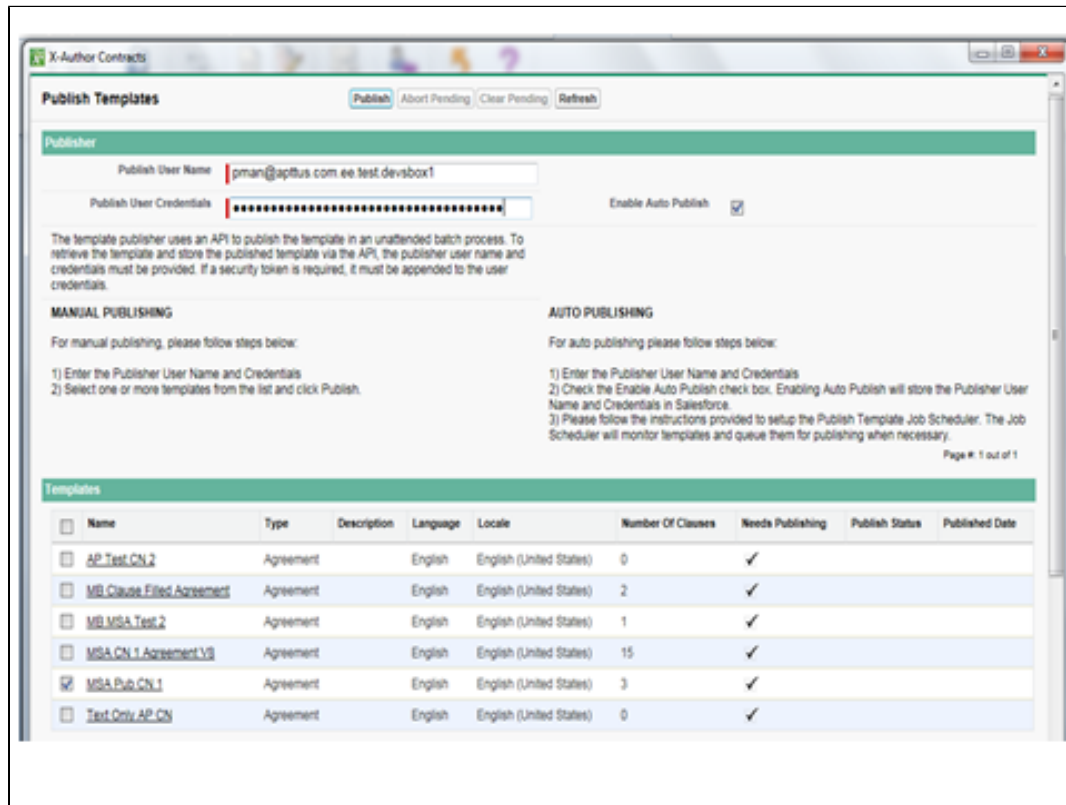 X-Author Contracts
Publish Templates Publish Abort Pending Clear Pending Refresh
Publisher
Publish User Name pman@apttus.com.ee.test.devsbox1
Publish User Credentials •••••••••••••••••••••••••••••••••••• Enable Auto Publish
The template publisher uses an API to publish the template in an unattended batch process. To
retrieve the template and store the published template via the API, the publisher user name and
credentials must be provided. If a security token is required, it must be appended to the user
credentials.
MANUAL PUBLISHING
For manual publishing, please follow steps below:
1) Enter the Publisher User Name and Credentials
2) Select one or more templates from the list and click Publish.
AUTO PUBLISHING
For auto publishing please follow steps below:
1) Enter the Publisher User Name and Credentials
2) Check the Enable Auto Publish check box. Enabling Auto Publish will store the Publisher User
Name and Credentials in Salesforce.
3) Please follow the instructions provided to setup the Publish Template Job Scheduler. The Job
Scheduler will monitor templates and queue them for publishing when necessary.
Page #: 1 out of 1
Templates
Name Type Description Language Locale Number Of Clauses Needs Publishing Publish Status Published Date
AP.Test.CN.2 Agreement English English (United States) 0 ✓
MB.Clause Filled Agreement Agreement English English (United States) 2 ✓
MB.MSA.Test.2 Agreement English English (United States) 1 ✓
MSA.CN.1.Agreement V9 Agreement English English (United States) 15 ✓
MSA.Pub.CN.1 Agreement English English (United States) 3 ✓
Text Only.AP.CN Agreement English English (United States) 0 ✓